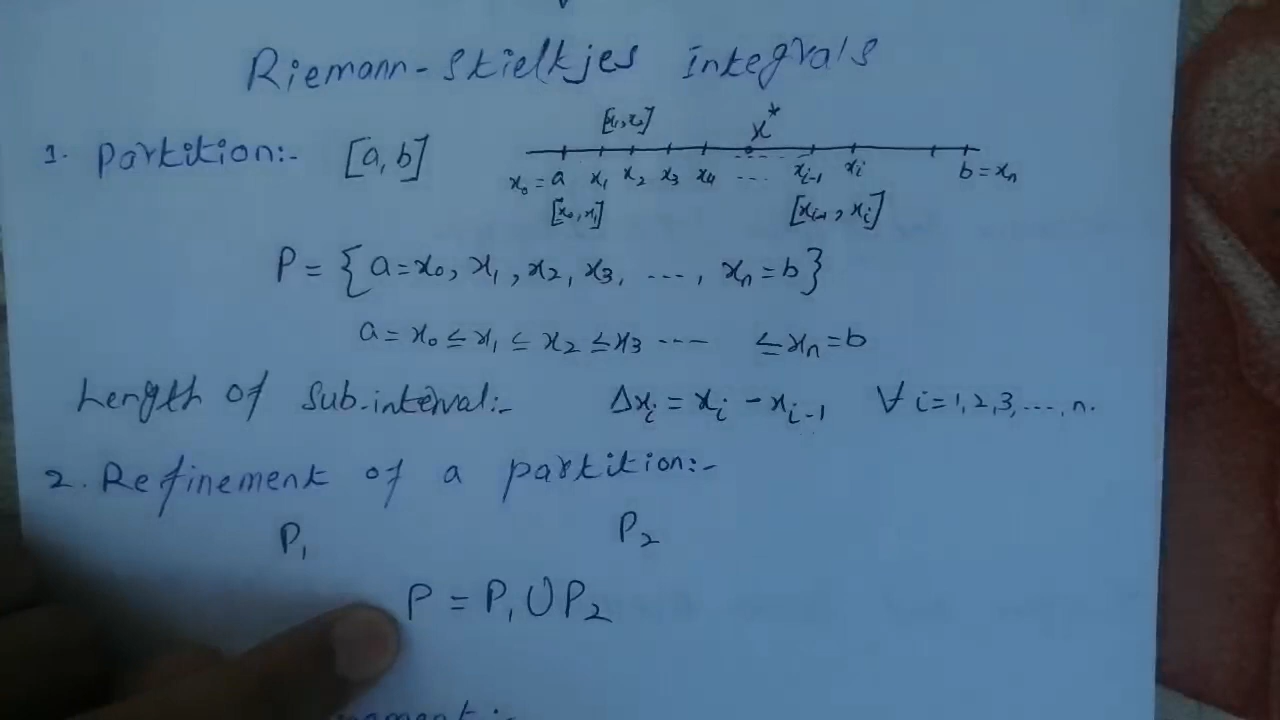 Riemann-Stieltjes Integrals
1. Partition:- [a, b]
[x₁, x₂] x*
x₀ = a x₁ x₂ x₃ x₄ ... xᵢ₋₁ xᵢ b = xₙ
[x₀, x₁] [xᵢ₋₁, xᵢ]
P = {a = x₀, x₁, x₂, x₃, ..., xₙ = b}
a = x₀ ≤ x₁ ≤ x₂ ≤ x₃ --- ≤ xₙ = b
Length of Sub-interval:- Δxᵢ = xᵢ - xᵢ₋₁ ∀ i = 1, 2, 3, ..., n.
2. Refinement of a partition:-
P₁ P₂
P = P₁ ∪ P₂